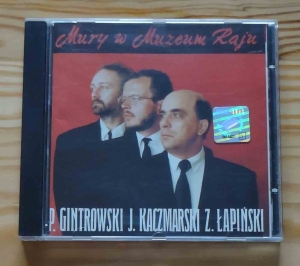 Mury w Muzeum Raju
P. GINTROWSKI J. KACZMARSKI Z. ŁAPIŃSKI